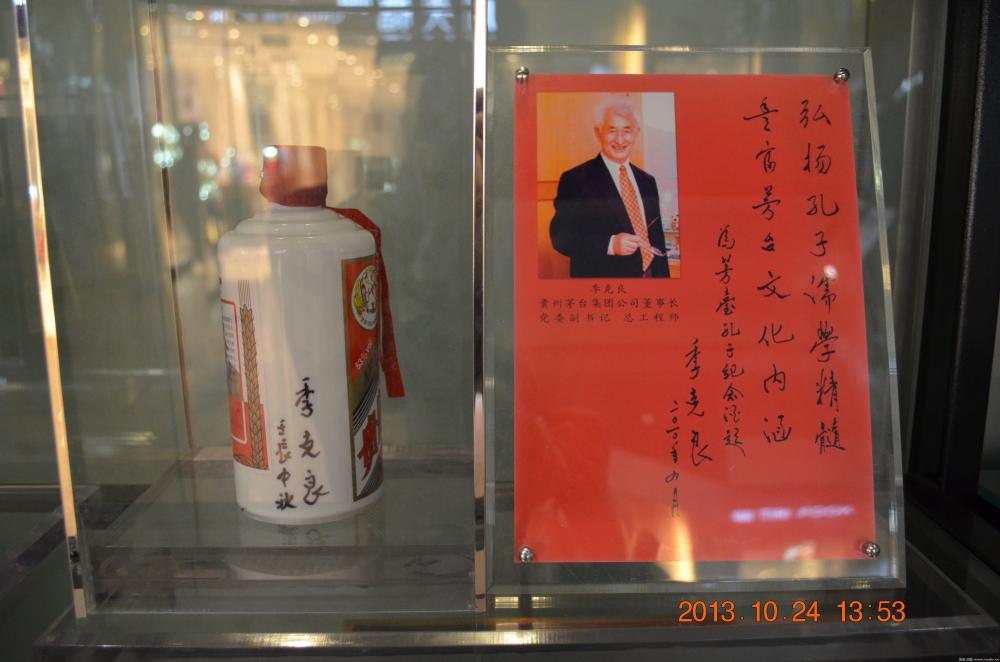 弘扬孔子儒学精髓
丰富茅台文化内涵
为茅台孔子纪念酒题
季克良
二〇一〇年四月
季克良
贵州茅台集团公司董事长
党委副书记 总工程师
季克良
壬辰中秋
53%
2013.10.24 13:53